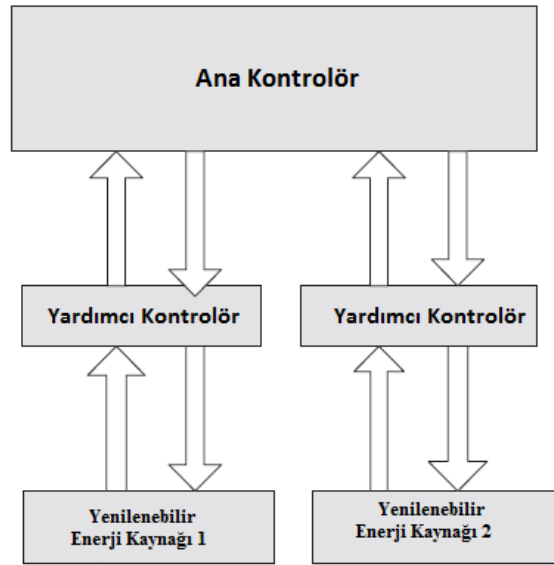 Ana Kontrolör
Yardımcı Kontrolör
Yardımcı Kontrolör
Yenilenebilir
Enerji Kaynağı 1
Yenilenebilir
Enerji Kaynağı 2